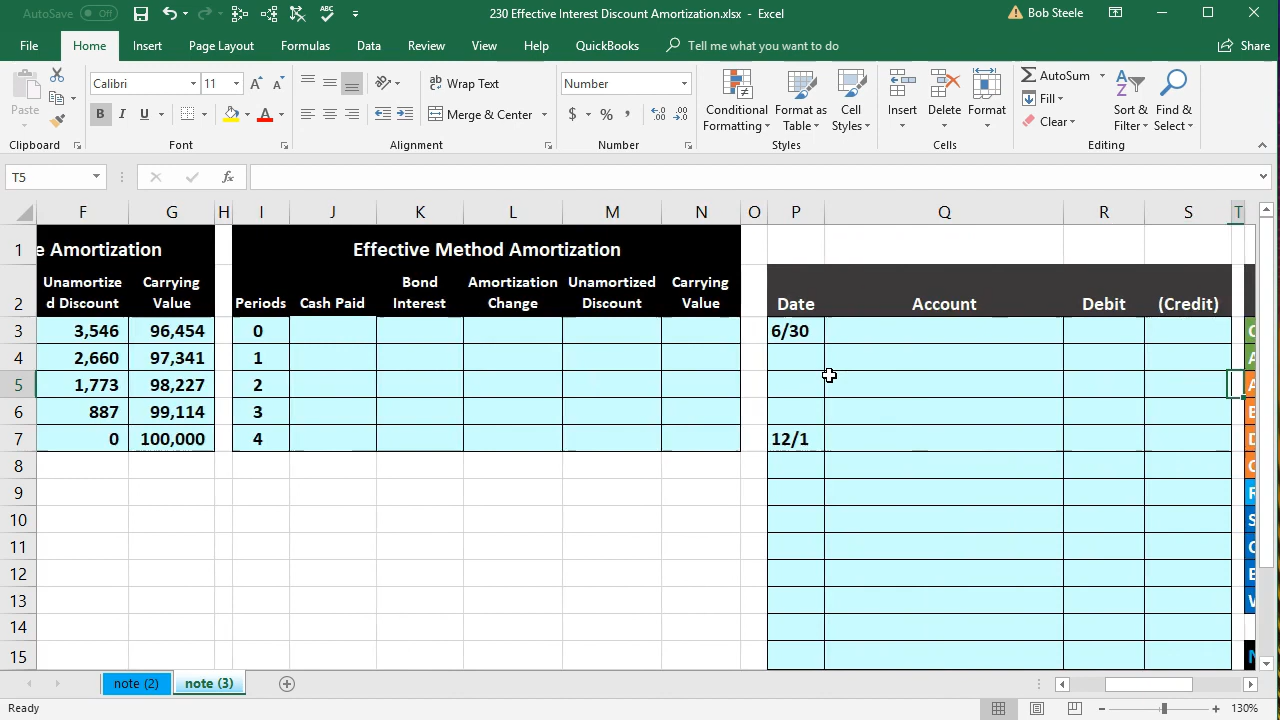 AutoSave Off 230 Effective Interest Discount Amortization.xlsx - Excel Bob Steele
File Home Insert Page Layout Formulas Data Review View Help QuickBooks Tell me what you want to do Share
Paste Calibri 11 Wrap Text Number Conditional Formatting Format as Table Cell Styles Insert Delete Format AutoSum Fill Clear Sort & Filter Find & Select
B I U Merge & Center $ %
Clipboard Font Alignment Number Styles Cells Editing
T5 fx
F G H I J K L M N O P Q R S T
1 e Amortization Effective Method Amortization
2 Unamortize d Discount Carrying Value Periods Cash Paid Bond Interest Amortization Change Unamortized Discount Carrying Value Date Account Debit (Credit)
3 3,546 96,454 0 6/30
4 2,660 97,341 1
5 1,773 98,227 2
6 887 99,114 3
7 0 100,000 4 12/1
8
9
10
11
12
13
14
15
note (2) note (3)
Ready 130%